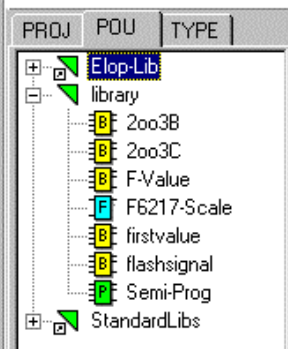 PROJ POU TYPE
Elop-Lib
library
B 2oo3B
B 2oo3C
B F-Value
F F6217-Scale
B firstvalue
B flashsignal
P Semi-Prog
StandardLibs